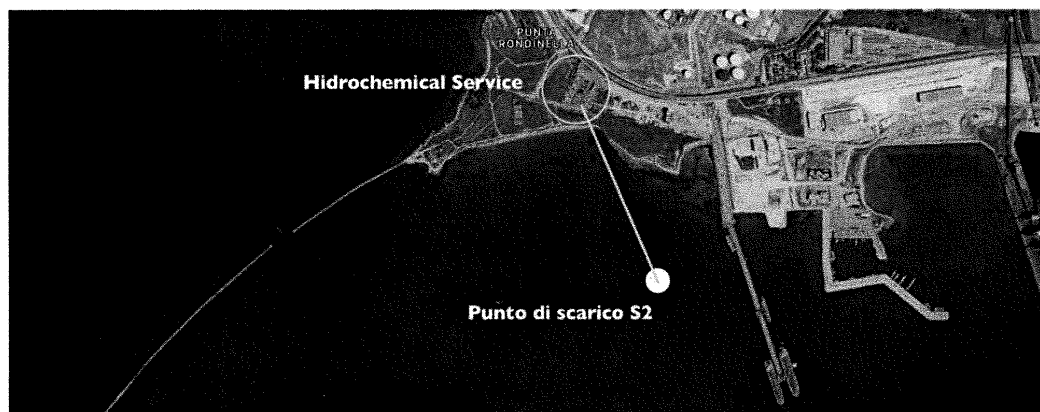 PUNTA
RONDINELLA
Hidrochemical Service
Punto di scarico S2